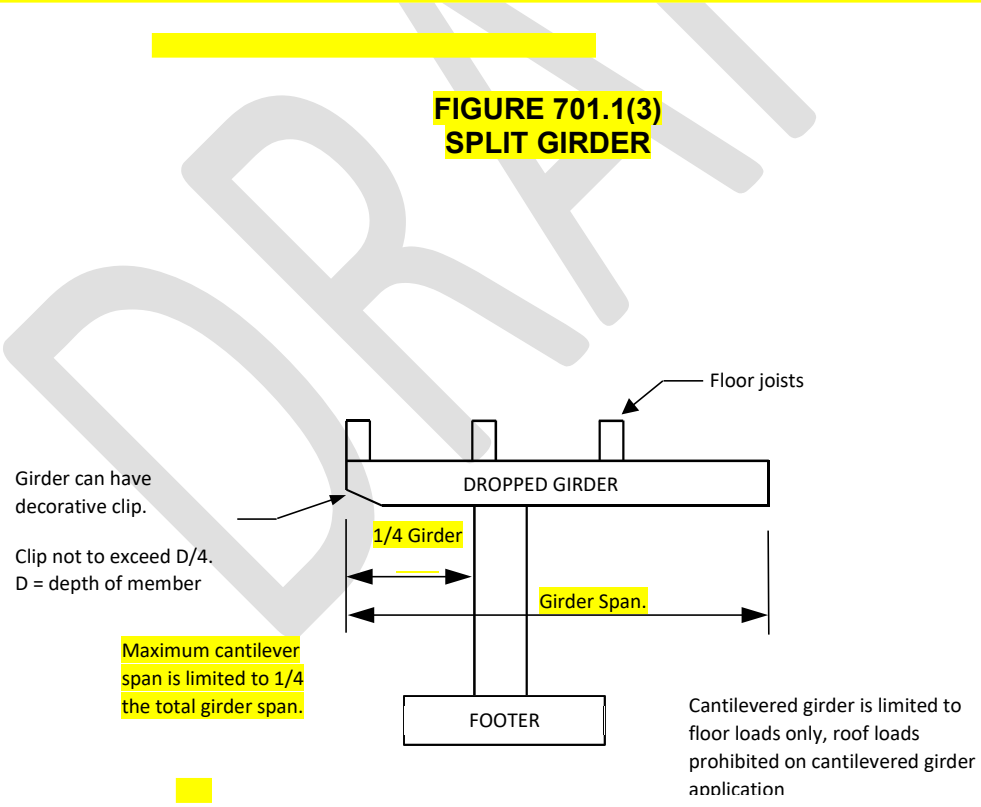 FIGURE 701.1(3)
SPLIT GIRDER
Floor joists
Girder can have
decorative clip.
DROPPED GIRDER
1/4 Girder
Clip not to exceed D/4.
D = depth of member
Girder Span.
Maximum cantilever
span is limited to 1/4
the total girder span.
FOOTER
Cantilevered girder is limited to
floor loads only, roof loads
prohibited on cantilevered girder
application
DRAF